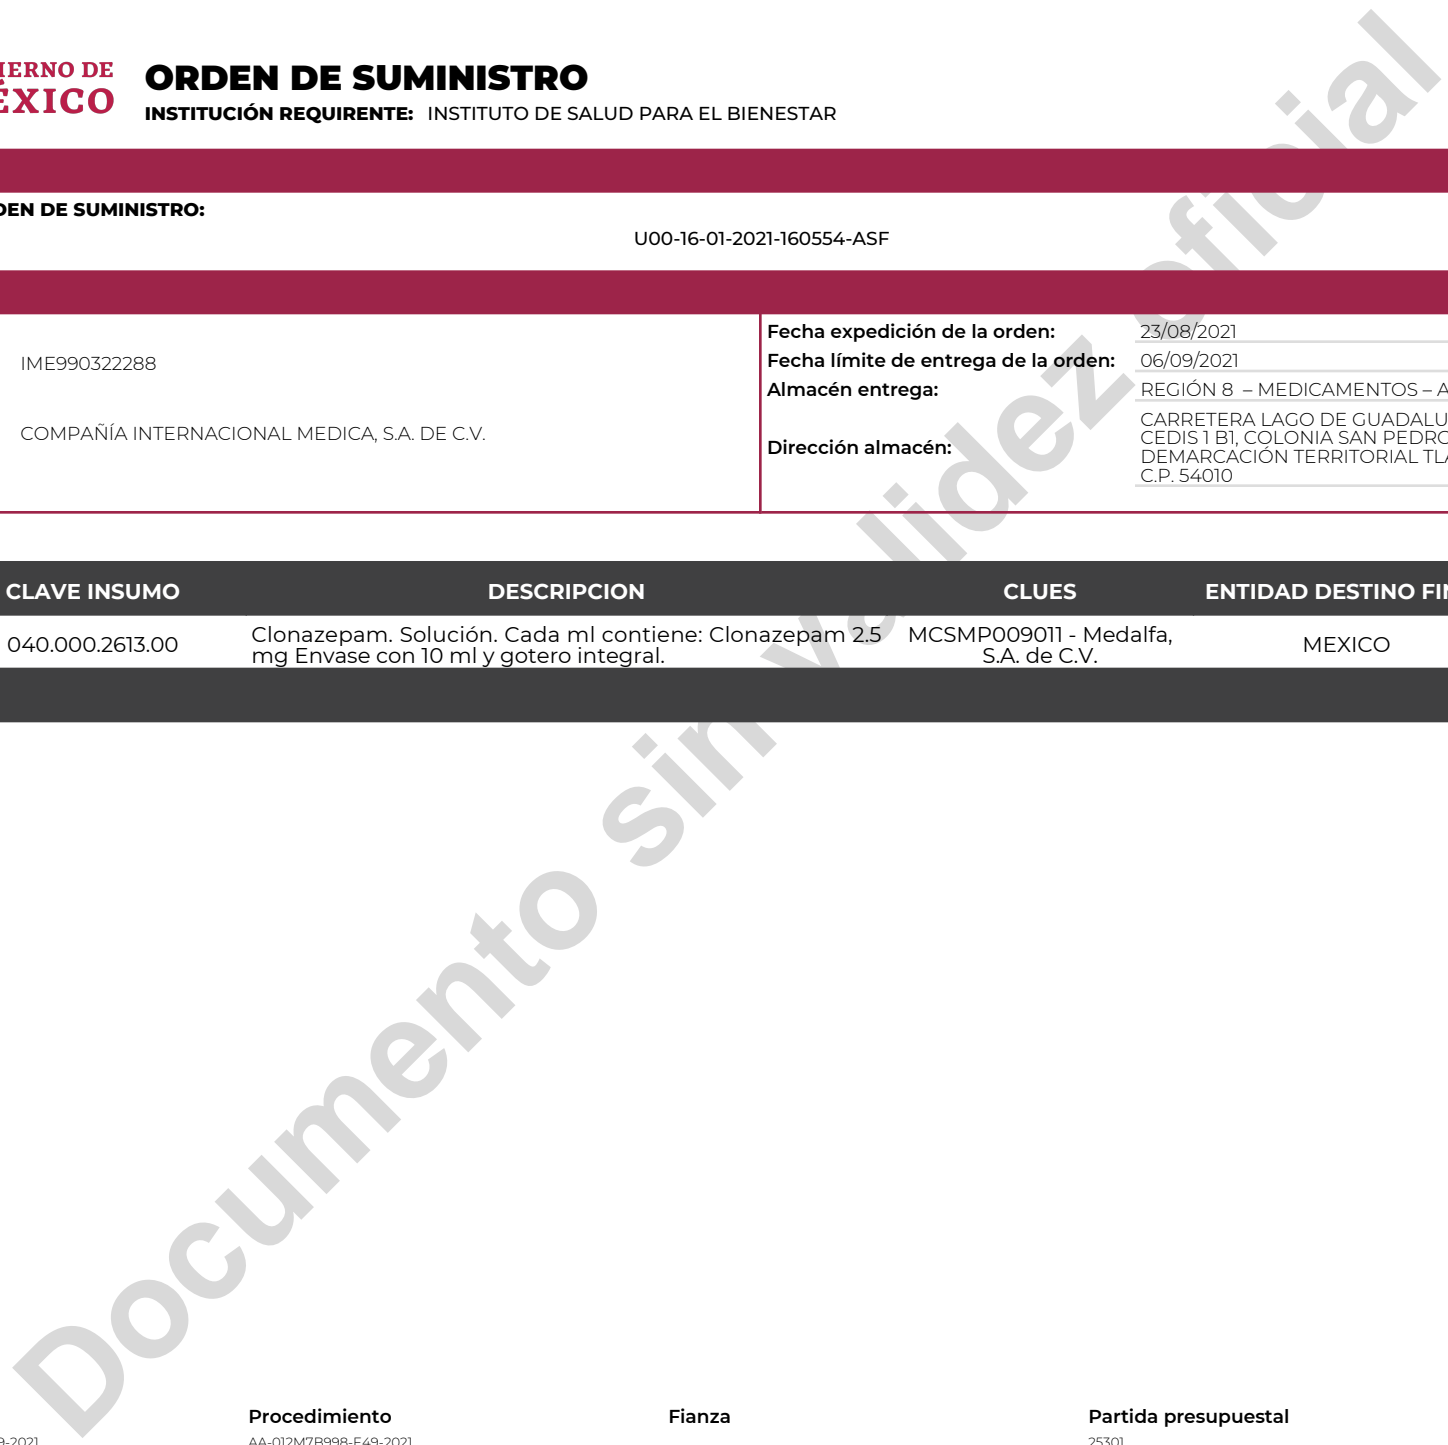 IERNO DE
ÉXICO
ORDEN DE SUMINISTRO
INSTITUCIÓN REQUIRENTE: INSTITUTO DE SALUD PARA EL BIENESTAR
DEN DE SUMINISTRO:
U00-16-01-2021-160554-ASF
IME990322288
COMPAÑÍA INTERNACIONAL MEDICA, S.A. DE C.V.
Fecha expedición de la orden: 23/08/2021
Fecha límite de entrega de la orden: 06/09/2021
Almacén entrega: REGIÓN 8 – MEDICAMENTOS – A
Dirección almacén:
CARRETERA LAGO DE GUADALU
CEDIS 1 B1, COLONIA SAN PEDRO
DEMARCACIÓN TERRITORIAL TLA
C.P. 54010
CLAVE INSUMO DESCRIPCION CLUES ENTIDAD DESTINO FIN
040.000.2613.00
Clonazepam. Solución. Cada ml contiene: Clonazepam 2.5
mg Envase con 10 ml y gotero integral.
MCSMP009011 - Medalfa,
S.A. de C.V.
MEXICO
Documento sin validez oficial
Procedimiento Fianza Partida presupuestal
9-2021 AA-012M7B998-E49-2021 25301